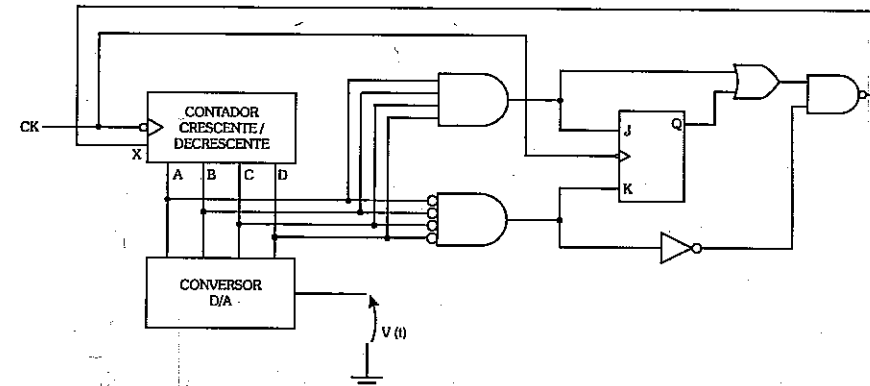 CK
CONTADOR
CRESCENTE /
DECRESCENTE
X
A B C D
J Q
K
CONVERSOR
D/A
V (t)